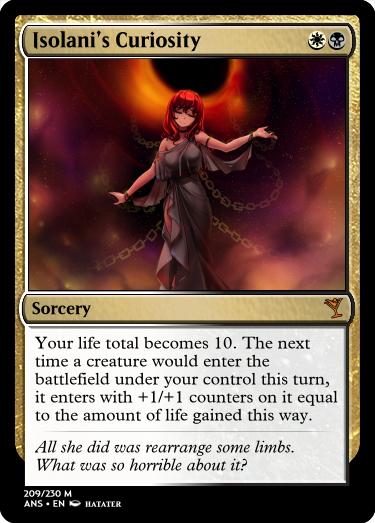 Isolani's Curiosity
Sorcery
Your life total becomes 10. The next
time a creature would enter the
battlefield under your control this turn,
it enters with +1/+1 counters on it equal
to the amount of life gained this way.
All she did was rearrange some limbs.
What was so horrible about it?
209/230 M
ANS • EN HATATER